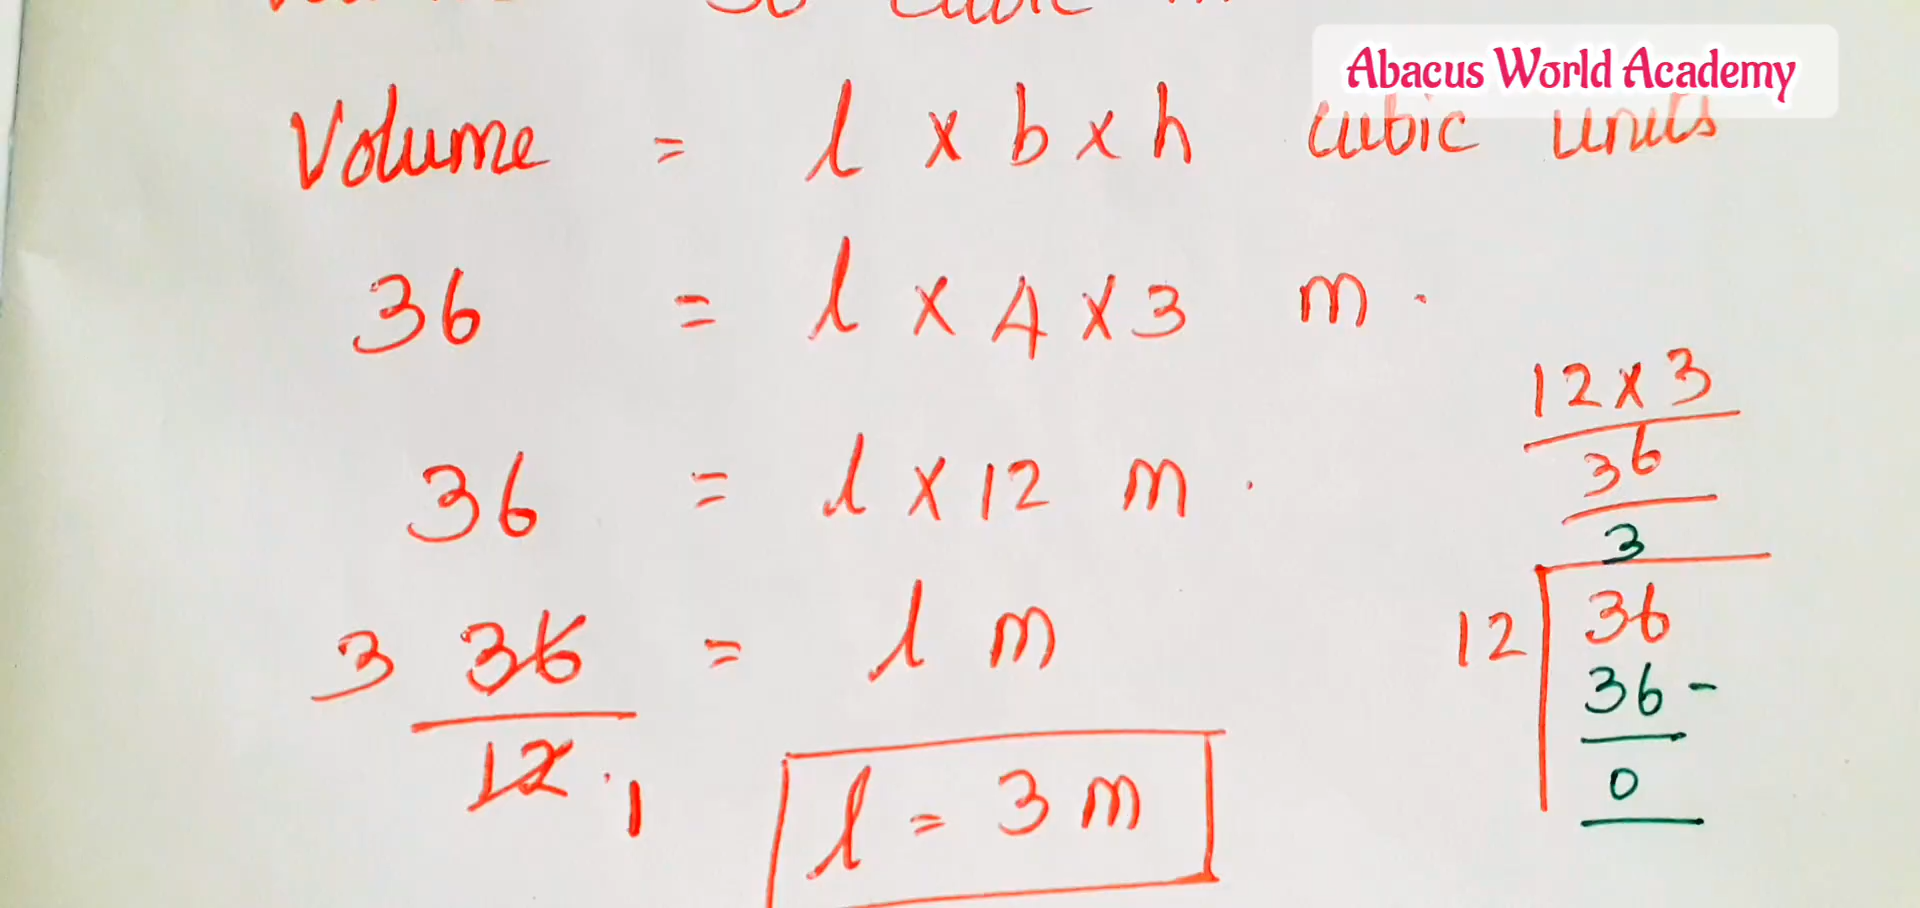 Abacus World Academy
Volume = l x b x h cubic units
36 = l x 4 x 3 m.
36 = l x 12 m.
3 36/12 1 = l m
l = 3 m
12 x 3
36
3
12 36
36 -
0